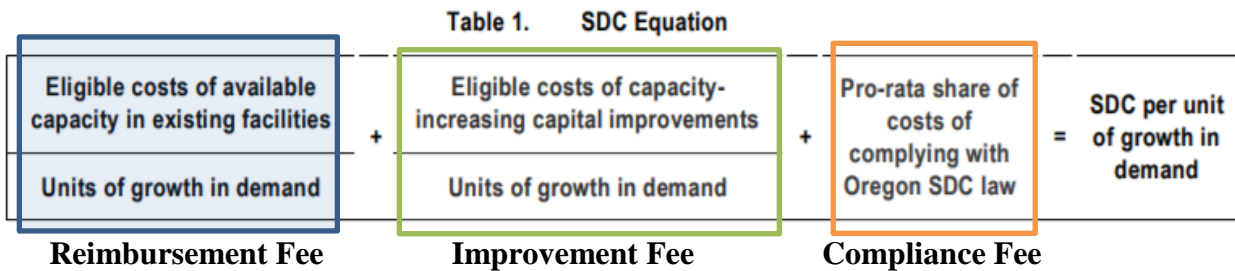 Table 1. SDC Equation
Eligible costs of available
capacity in existing facilities
Units of growth in demand
+
Eligible costs of capacity-
increasing capital improvements
Units of growth in demand
+
Pro-rata share of
costs of
complying with
Oregon SDC law
=
SDC per unit
of growth in
demand
Reimbursement Fee
Improvement Fee
Compliance Fee